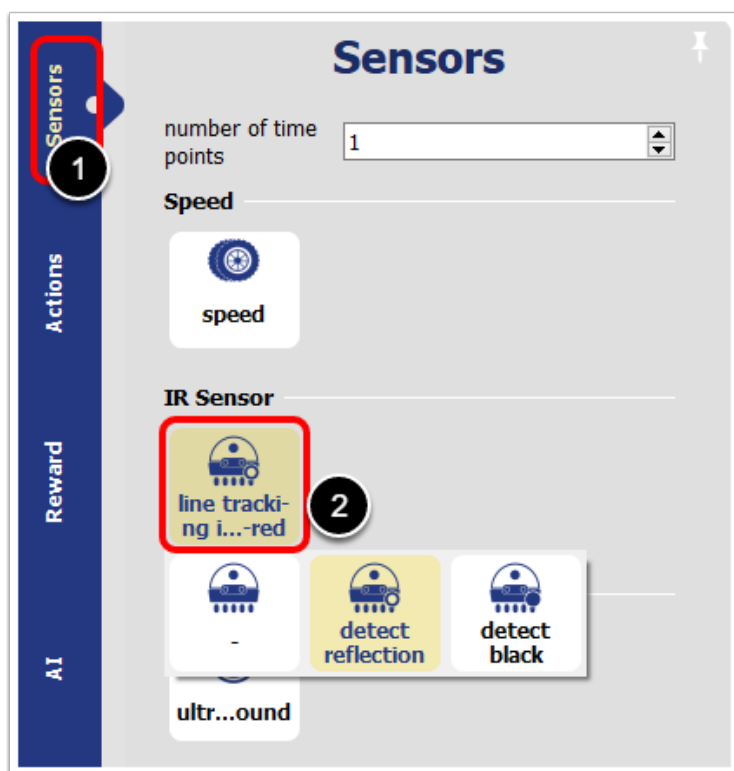 Sensors
Sensors
number of time
points
1
Speed
speed
IR Sensor
line tracki-
ng i...-red
-
detect
reflection
detect
black
ultr...ound
Actions
Reward
AI
1
2